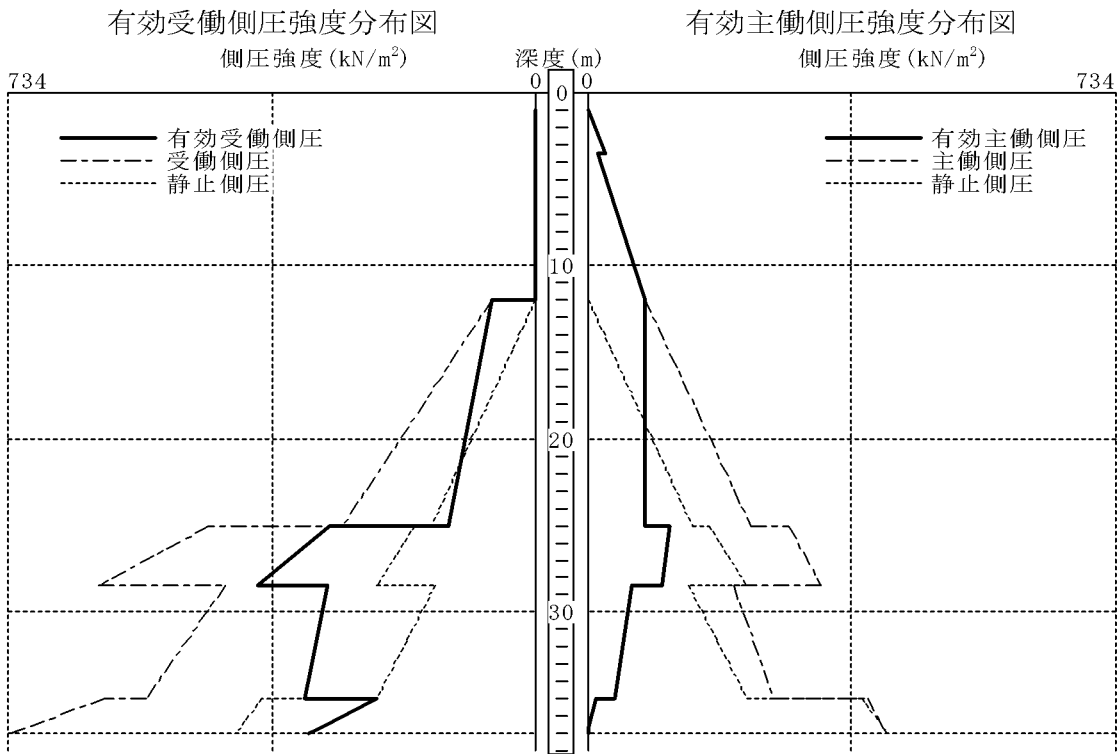 有効受働側圧強度分布図 有効主働側圧強度分布図
側圧強度(kN/m²) 深度(m) 側圧強度(kN/m²)
734 0 0 0 734
有効受働側圧
受働側圧
静止側圧
有効主働側圧
主働側圧
静止側圧
10
20
30